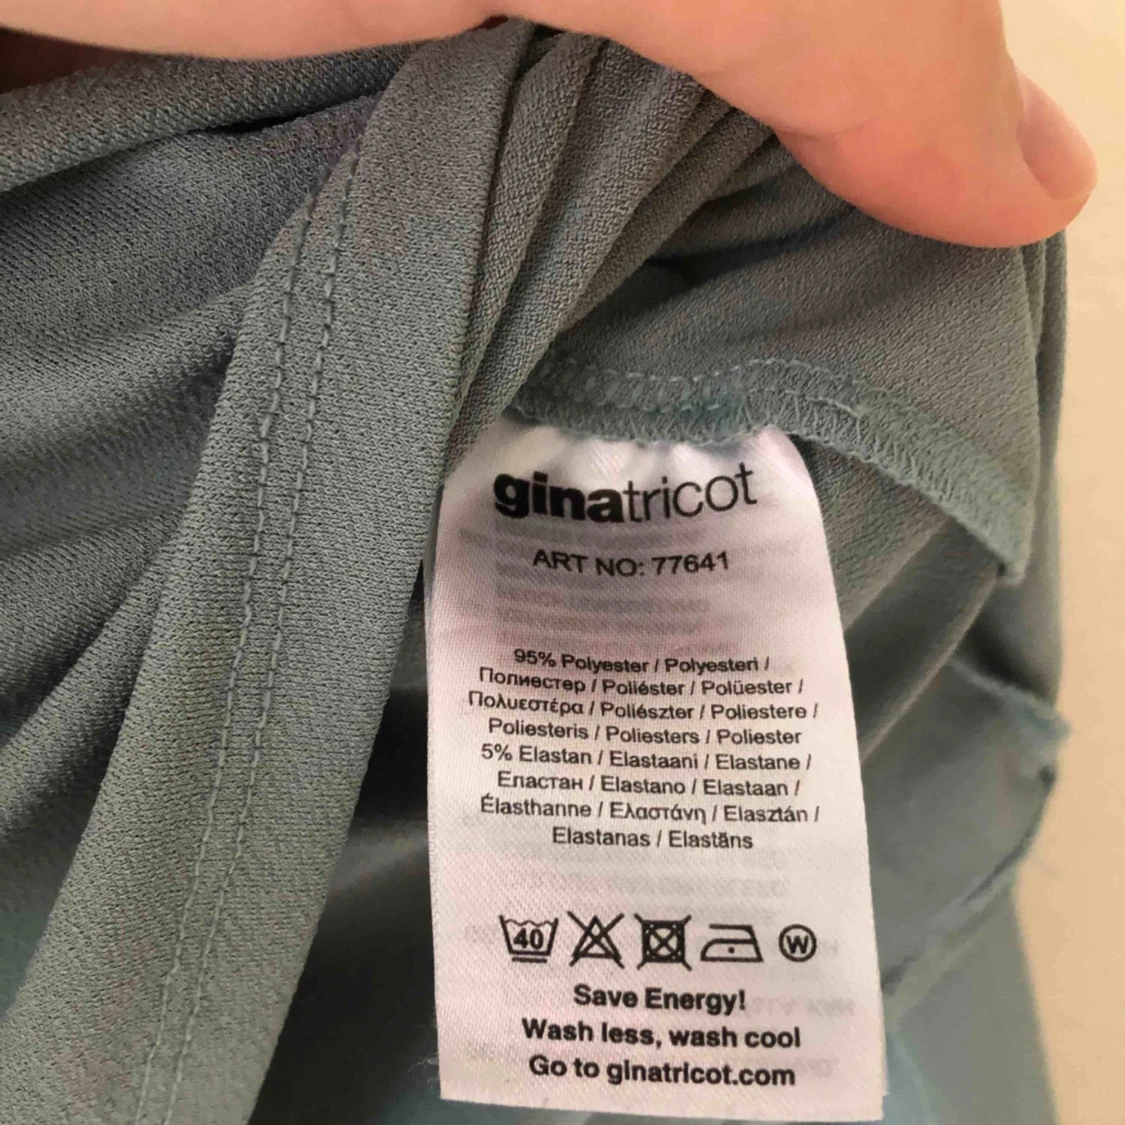 ginatricot
ART NO: 77641
95% Polyester / Polyesteri /
Полиестер / Poliéster / Polüester /
Πολυεστέρα / Poliészter / Poliestere /
Poliesteris / Poliesters / Poliester
5% Elastan / Elastaani / Elastane /
Еластан / Elastano / Elastaan /
Élasthanne / Ελαστάνη / Elasztán /
Elastanas / Elastāns
40 W
Save Energy!
Wash less, wash cool
Go to ginatricot.com